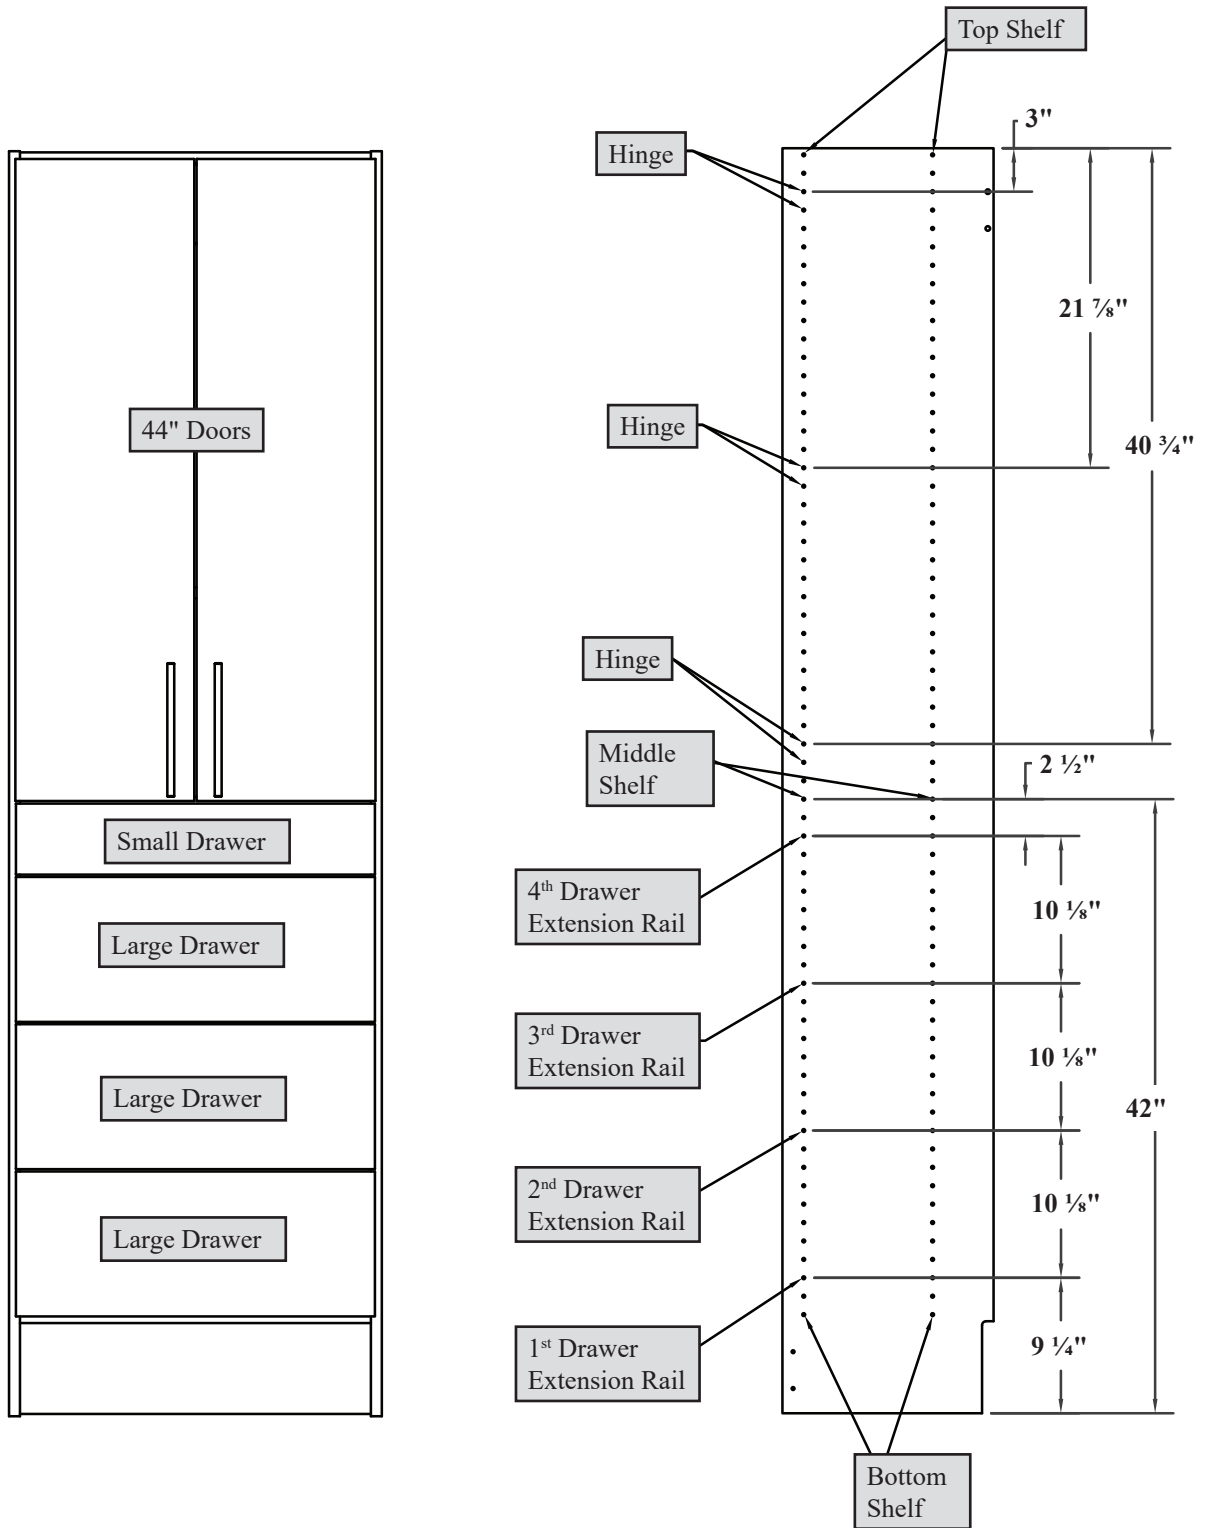 Top Shelf
3"
Hinge
21 ⅞"
44" Doors
Hinge
40 ¾"
Hinge
Middle
Shelf
2 ½"
Small Drawer
4th Drawer
Extension Rail
10 ⅛"
Large Drawer
3rd Drawer
Extension Rail
10 ⅛"
Large Drawer
42"
2nd Drawer
Extension Rail
10 ⅛"
Large Drawer
1st Drawer
Extension Rail
9 ¼"
Bottom
Shelf